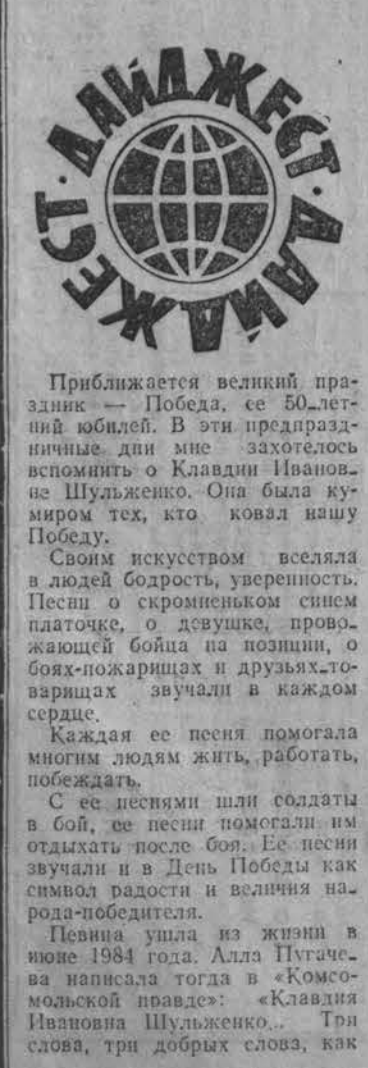 ДАЙДЖЕСТ · ДАЙДЖЕСТ ·
Приближается великий пра-
здник — Победа, ее 50-лет-
ний юбилей. В эти предпразд-
ничные дни мне захотелось
вспомнить о Клавдии Иванов-
не Шульженко. Она была ку-
миром тех, кто ковал нашу
Победу.
Своим искусством вселяла
в людей бодрость, уверенность.
Песни о скромненьком синем
платочке, о девушке, прово-
жающей бойца на позиции, о
боях-пожарищах и друзьях-то-
варищах звучали в каждом
сердце.
Каждая ее песня помогала
многим людям жить, работать,
побеждать.
С ее песнями шли солдаты
в бой, ее песни помогали им
отдыхать после боя. Ее песни
звучали и в День Победы как
символ радости и величия на-
рода-победителя.
Певица ушла из жизни в
июне 1984 года. Алла Пугаче-
ва написала тогда в «Комсо-
мольской правде»: «Клавдия
Ивановна Шульженко... Три
слова, три добрых слова, как